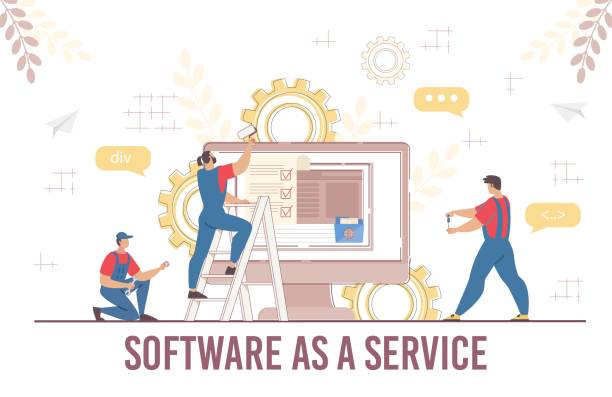 div
<...>
SOFTWARE AS A SERVICE